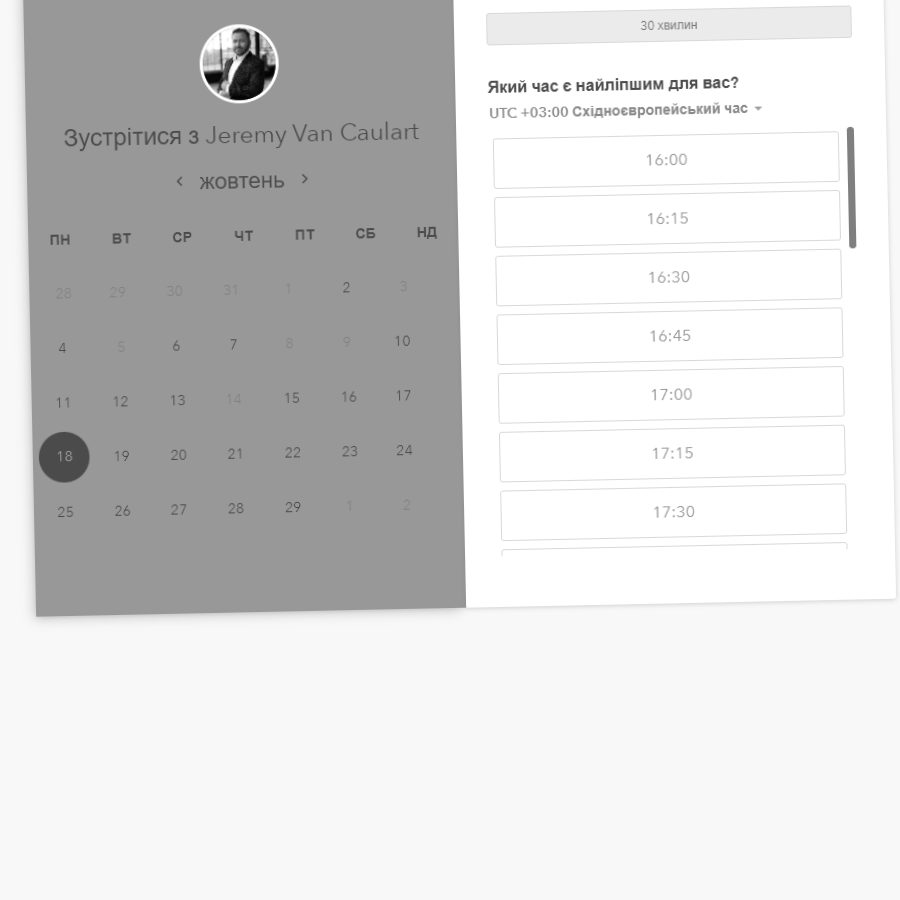 Зустрітися з Jeremy Van Caulart
жовтень
ПН ВТ СР ЧТ ПТ СБ НД
28 29 30 31 1 2 3
4 5 6 7 8 9 10
11 12 13 14 15 16 17
18 19 20 21 22 23 24
25 26 27 28 29 1 2
30 хвилин
Який час є найліпшим для вас?
UTC +03:00 Східноєвропейський час
16:00
16:15
16:30
16:45
17:00
17:15
17:30